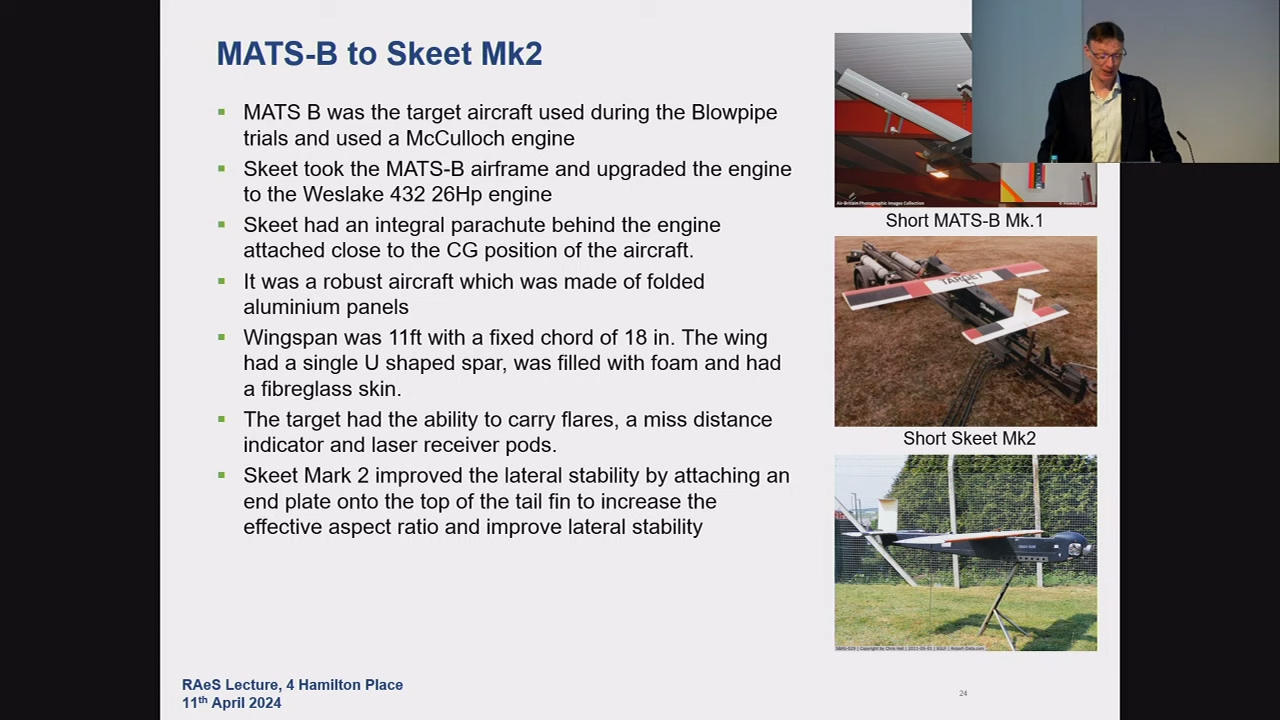 MATS-B to Skeet Mk2
▪ MATS B was the target aircraft used during the Blowpipe
trials and used a McCulloch engine
▪ Skeet took the MATS-B airframe and upgraded the engine
to the Weslake 432 26Hp engine
▪ Skeet had an integral parachute behind the engine
attached close to the CG position of the aircraft.
▪ It was a robust aircraft which was made of folded
aluminium panels
▪ Wingspan was 11ft with a fixed chord of 18 in. The wing
had a single U shaped spar, was filled with foam and had
a fibreglass skin.
▪ The target had the ability to carry flares, a miss distance
indicator and laser receiver pods.
▪ Skeet Mark 2 improved the lateral stability by attaching an
end plate onto the top of the tail fin to increase the
effective aspect ratio and improve lateral stability
Air-Britain Photographic Images Collection
Short MATS-B Mk.1
TARGET
Short Skeet Mk2
RAeS Lecture, 4 Hamilton Place
11th April 2024
24